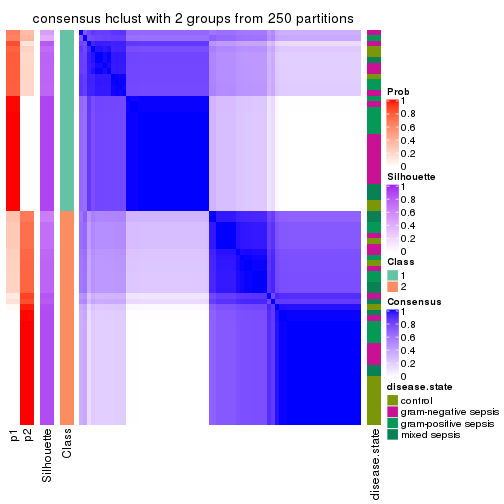 consensus hclust with 2 groups from 250 partitions
Prob
1
0.8
0.6
0.4
0.2
0
Silhouette
1
0.8
0.6
0.4
0.2
0
Class
1
2
Consensus
1
0.8
0.6
0.4
0.2
0
disease.state
control
gram-negative sepsis
gram-positive sepsis
mixed sepsis
p1
p2
Silhouette
Class
disease.state